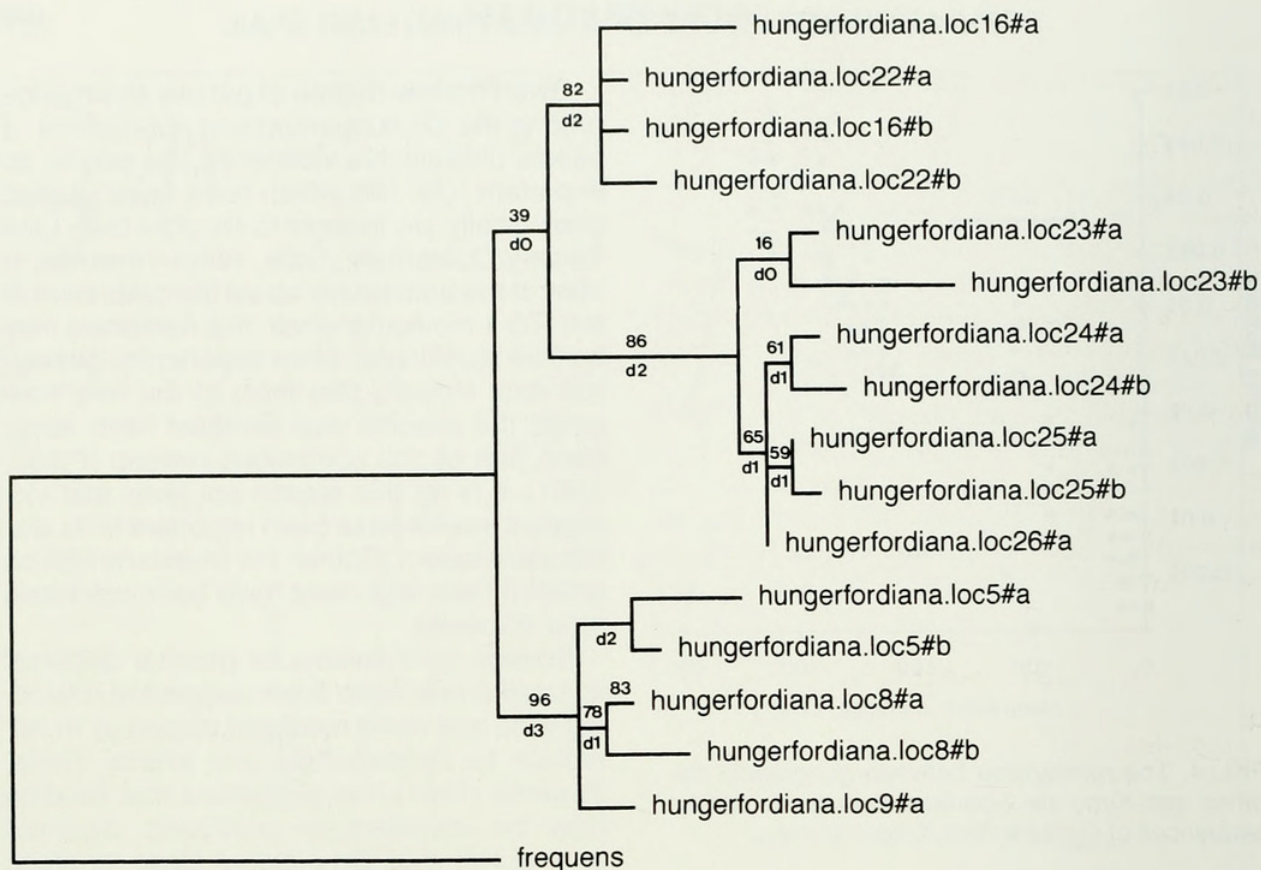 hungerfordiana.loc16#a
82
hungerfordiana.loc22#a
d2
hungerfordiana.loc16#b
hungerfordiana.loc22#b
39
d0
hungerfordiana.loc23#a
16
d0
hungerfordiana.loc23#b
86
d2
hungerfordiana.loc24#a
61
d1
hungerfordiana.loc24#b
65
d1
hungerfordiana.loc25#a
59
d1
hungerfordiana.loc25#b
hungerfordiana.loc26#a
hungerfordiana.loc5#a
d2
hungerfordiana.loc5#b
96
d3
83
hungerfordiana.loc8#a
78
d1
hungerfordiana.loc8#b
hungerfordiana.loc9#a
frequens